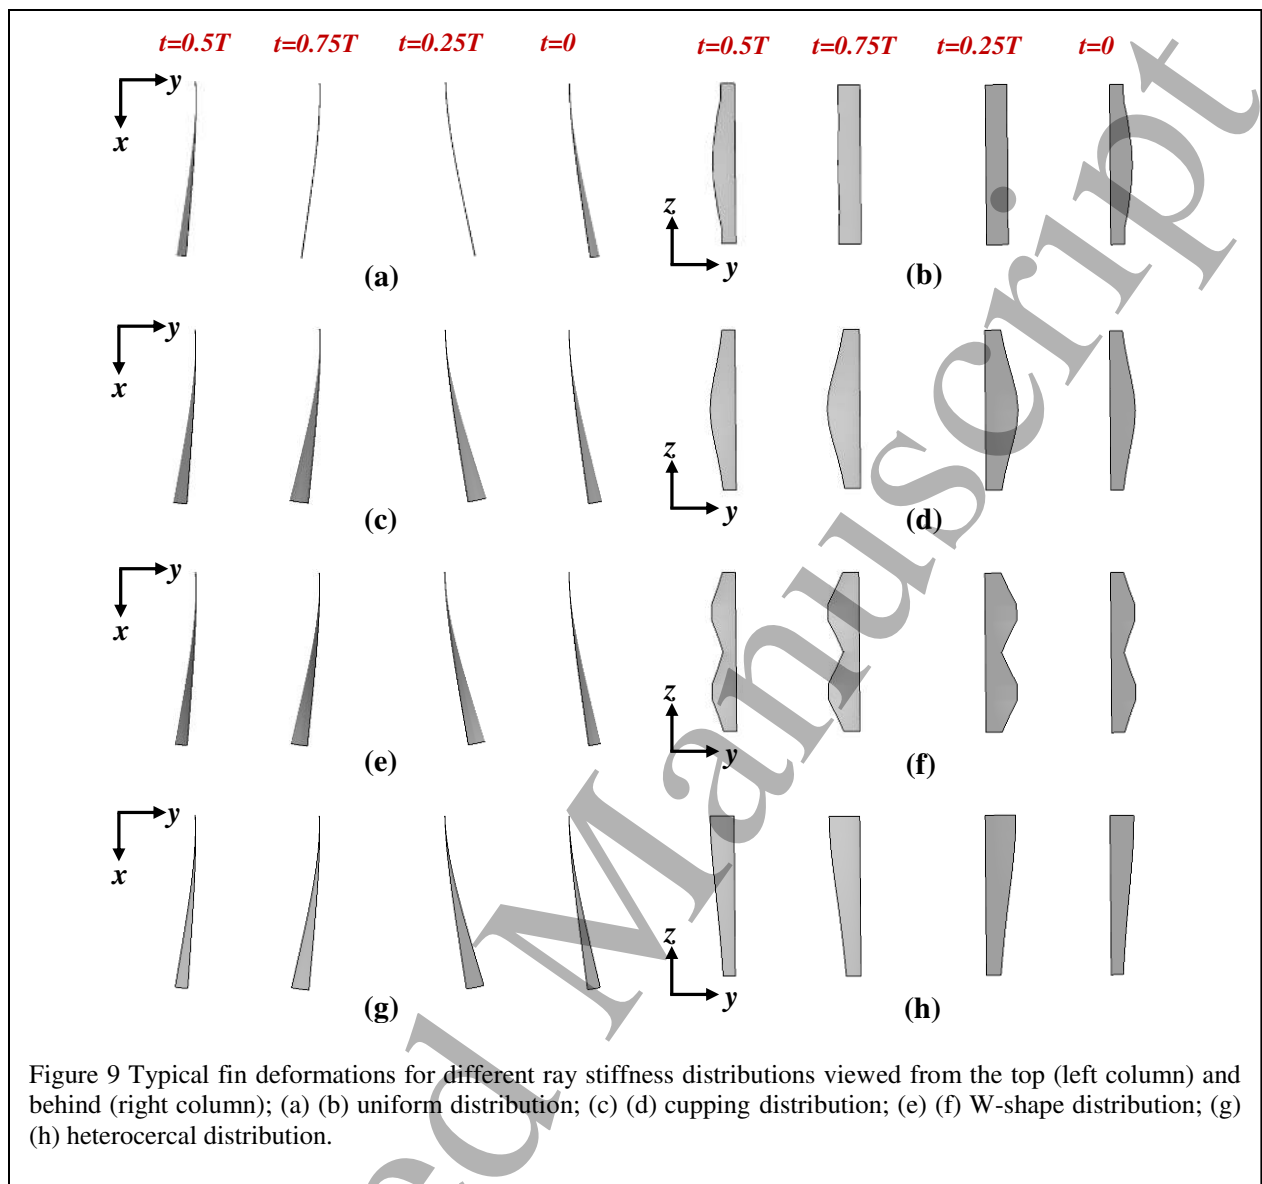 t=0.5T t=0.75T t=0.25T t=0 t=0.5T t=0.75T t=0.25T t=0
y
x
z
y
(a) (b)
y
x
z
y
(c) (d)
y
x
z
y
(e) (f)
y
x
z
y
(g) (h)
ed Manuscript
Figure 9 Typical fin deformations for different ray stiffness distributions viewed from the top (left column) and
behind (right column); (a) (b) uniform distribution; (c) (d) cupping distribution; (e) (f) W-shape distribution; (g)
(h) heterocercal distribution.